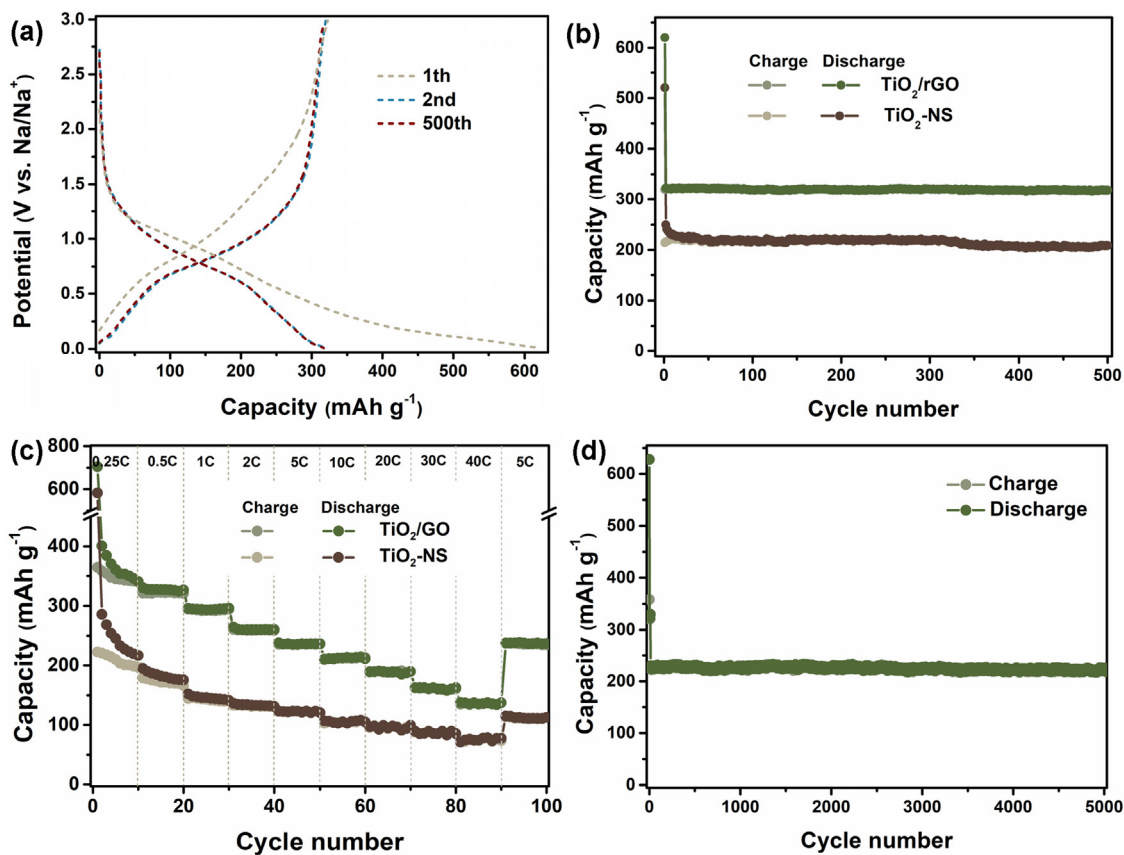 (a)
3.0
2.5
2.0
1.5
1.0
0.5
0.0
Potential (V vs. Na/Na⁺)
1th
2nd
500th
0 100 200 300 400 500 600
Capacity (mAh g⁻¹)
(b)
600
500
400
300
200
100
0
Capacity (mAh g⁻¹)
Charge Discharge
TiO₂/rGO
TiO₂-NS
0 100 200 300 400 500
Cycle number
(c)
800
600
400
300
200
100
0
Capacity (mAh g⁻¹)
0.25C 0.5C 1C 2C 5C 10C 20C 30C 40C 5C
Charge Discharge
TiO₂/GO
TiO₂-NS
0 20 40 60 80 100
Cycle number
(d)
600
500
400
300
200
100
0
Capacity (mAh g⁻¹)
Charge
Discharge
0 1000 2000 3000 4000 5000
Cycle number